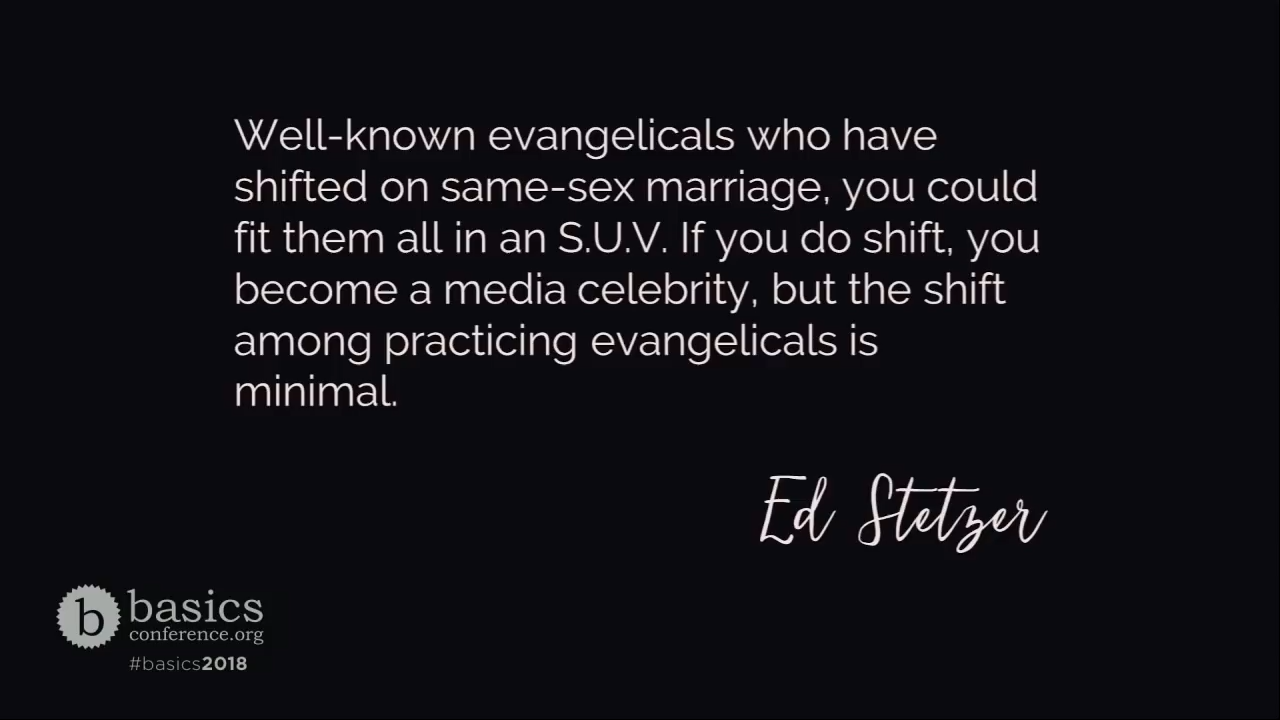 Well-known evangelicals who have
shifted on same-sex marriage, you could
fit them all in an S.U.V. If you do shift, you
become a media celebrity, but the shift
among practicing evangelicals is
minimal.
Ed Stetzer
b basics
conference.org
#basics2018